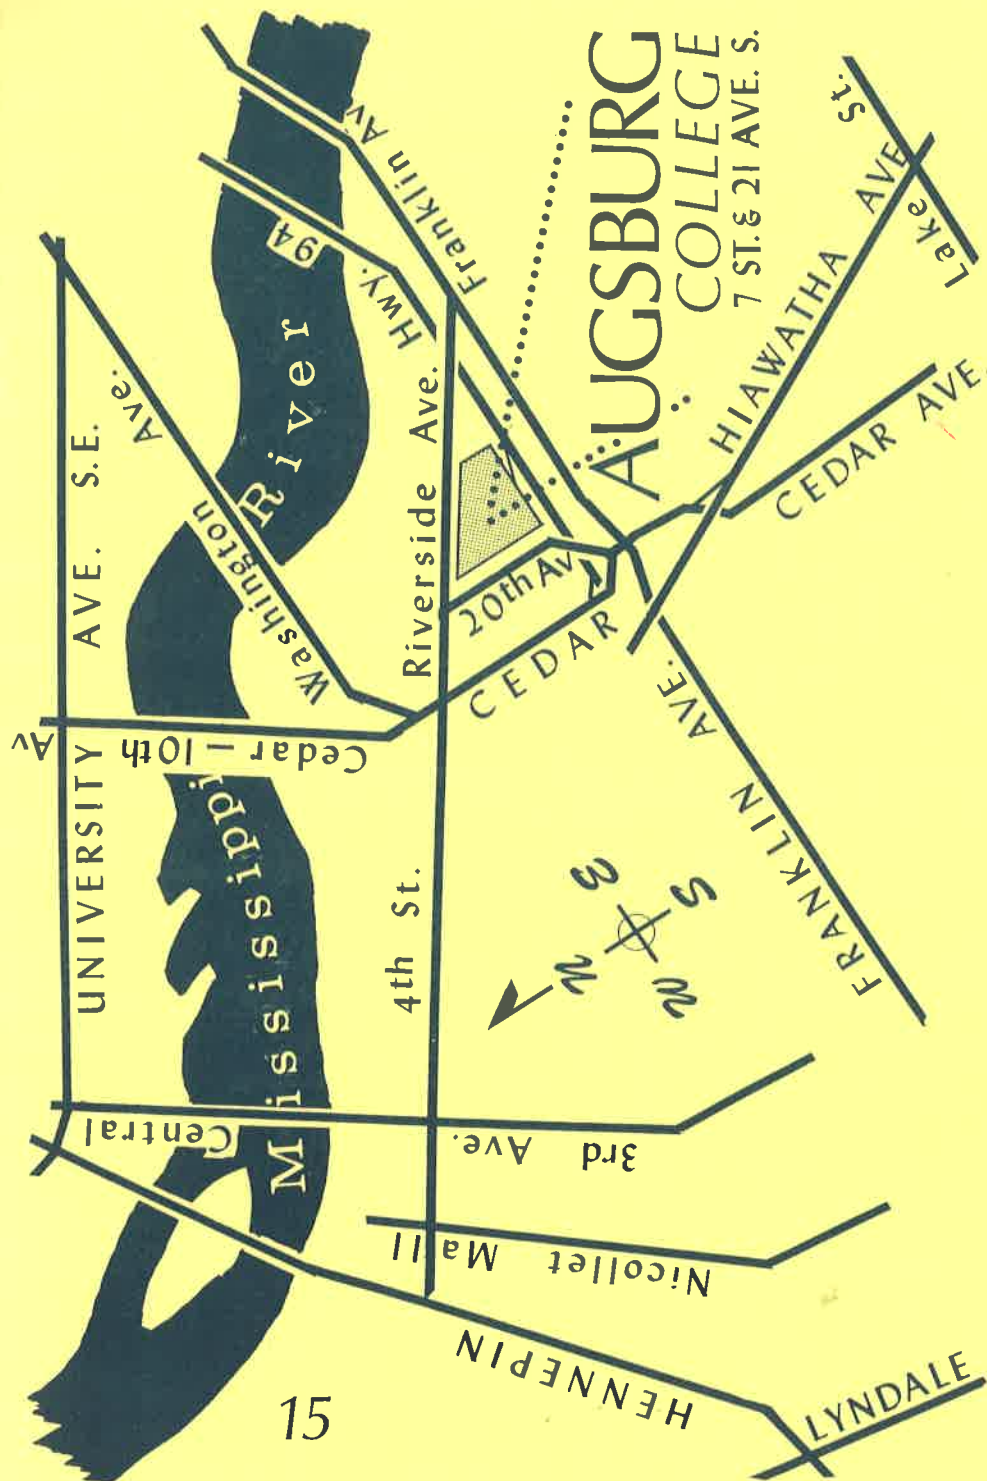 AUGSBURG
COLLEGE
7 ST. & 21 AVE. S.
UNIVERSITY AVE. S.E.
Washington Ave.
Mississippi River
Cedar — 10th Av
Hwy. 94
Franklin Av
4th St.
Riverside Ave.
20th Av
CEDAR
FRANKLIN AVE.
HIAWATHA AVE
CEDAR AVE.
Lake St.
Central
3rd Ave.
Nicollet Mall
HENNEPIN
LYNDALE
N
E
S
W
15